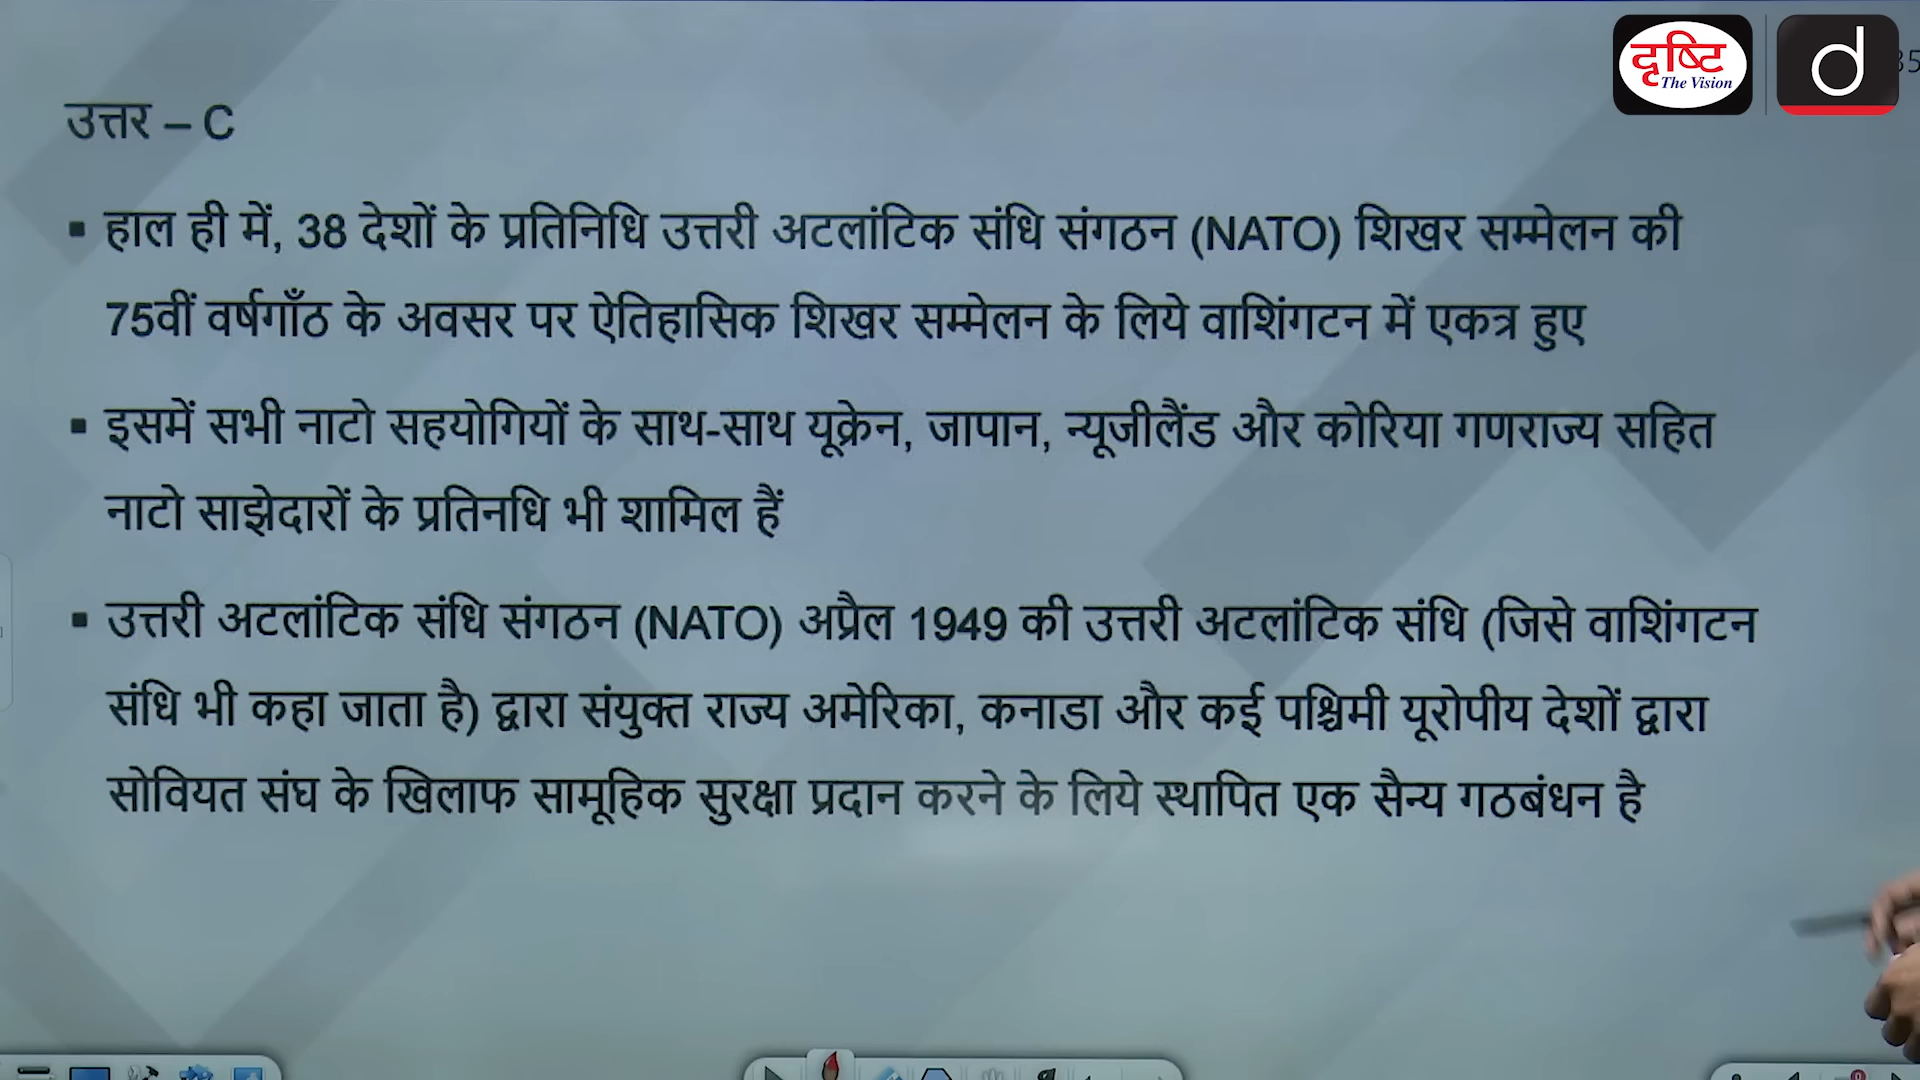 दृष्टि
The Vision
d
उत्तर – C
▪ हाल ही में, 38 देशों के प्रतिनिधि उत्तरी अटलांटिक संधि संगठन (NATO) शिखर सम्मेलन की
75वीं वर्षगाँठ के अवसर पर ऐतिहासिक शिखर सम्मेलन के लिये वाशिंगटन में एकत्र हुए
▪ इसमें सभी नाटो सहयोगियों के साथ-साथ यूक्रेन, जापान, न्यूजीलैंड और कोरिया गणराज्य सहित
नाटो साझेदारों के प्रतिनधि भी शामिल हैं
▪ उत्तरी अटलांटिक संधि संगठन (NATO) अप्रैल 1949 की उत्तरी अटलांटिक संधि (जिसे वाशिंगटन
संधि भी कहा जाता है) द्वारा संयुक्त राज्य अमेरिका, कनाडा और कई पश्चिमी यूरोपीय देशों द्वारा
सोवियत संघ के खिलाफ सामूहिक सुरक्षा प्रदान करने के लिये स्थापित एक सैन्य गठबंधन है